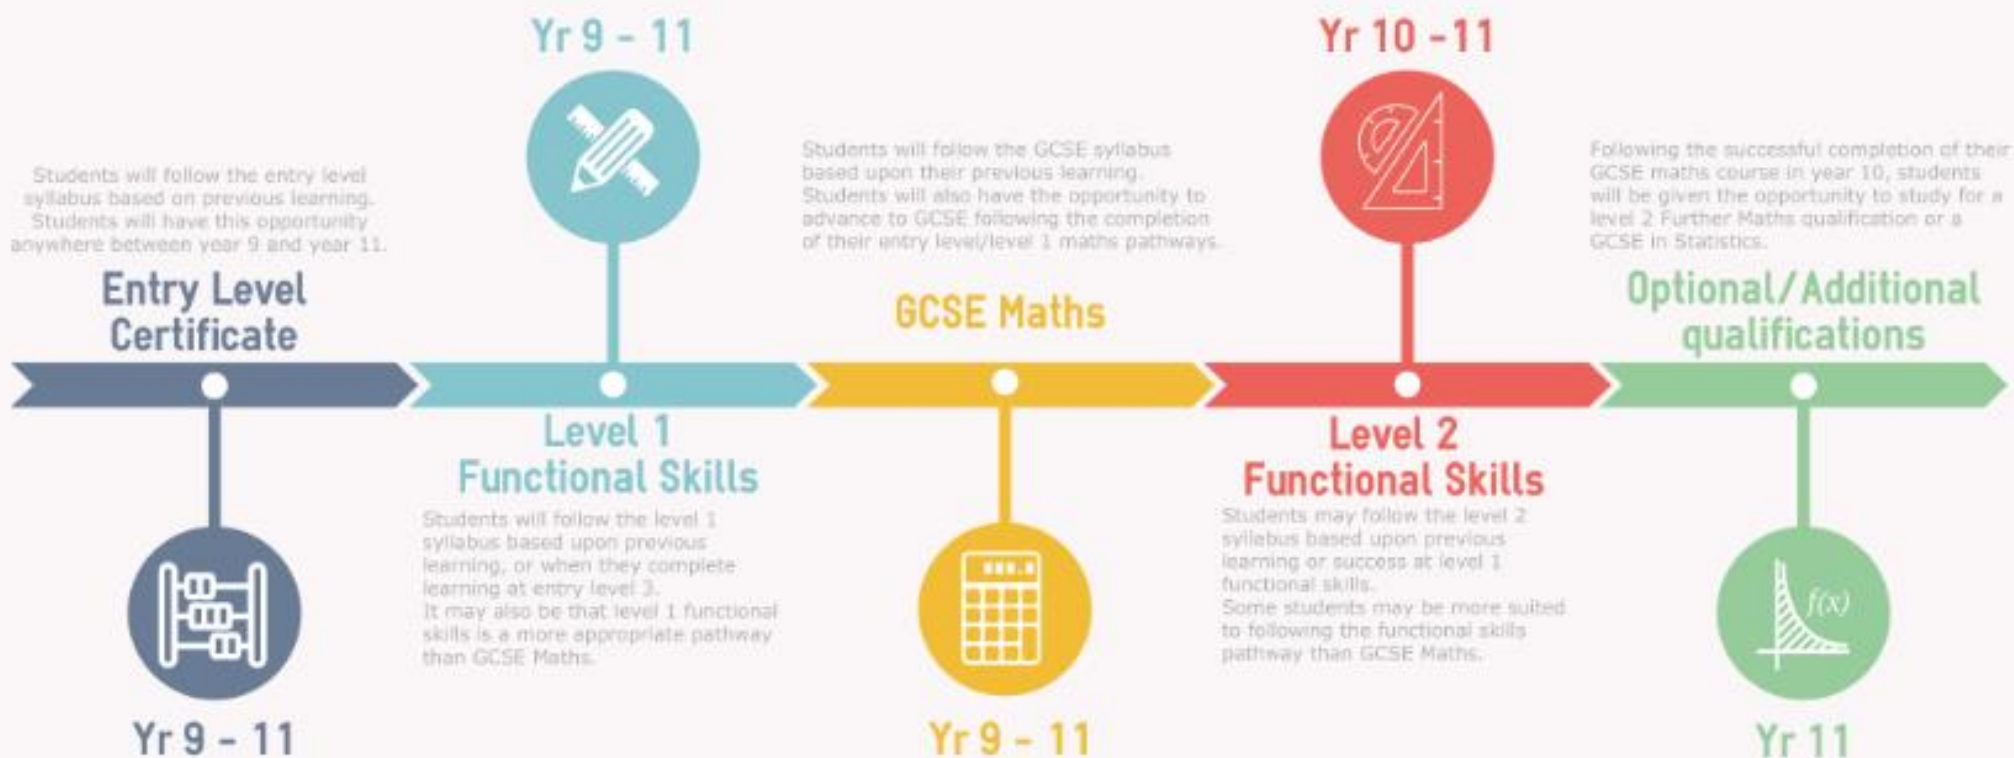 Students will follow the entry level
syllabus based on previous learning.
Students will have this opportunity
anywhere between year 9 and year 11.
Entry Level
Certificate
Yr 9 - 11
Yr 9 - 11
Level 1
Functional Skills
Students will follow the level 1
syllabus based upon previous
learning, or when they complete
learning at entry level 3.
It may also be that level 1 functional
skills is a more appropriate pathway
than GCSE Maths.
Students will follow the GCSE syllabus
based upon their previous learning.
Students will also have the opportunity to
advance to GCSE following the completion
of their entry level/level 1 maths pathways.
GCSE Maths
Yr 9 - 11
Yr 10 -11
Level 2
Functional Skills
Students may follow the level 2
syllabus based upon previous
learning or success at level 1
functional skills.
Some students may be more suited
to following the functional skills
pathway than GCSE Maths.
Following the successful completion of their
GCSE maths course in year 10, students
will be given the opportunity to study for a
level 2 Further Maths qualification or a
GCSE in Statistics.
Optional/Additional
qualifications
f(x)
Yr 11